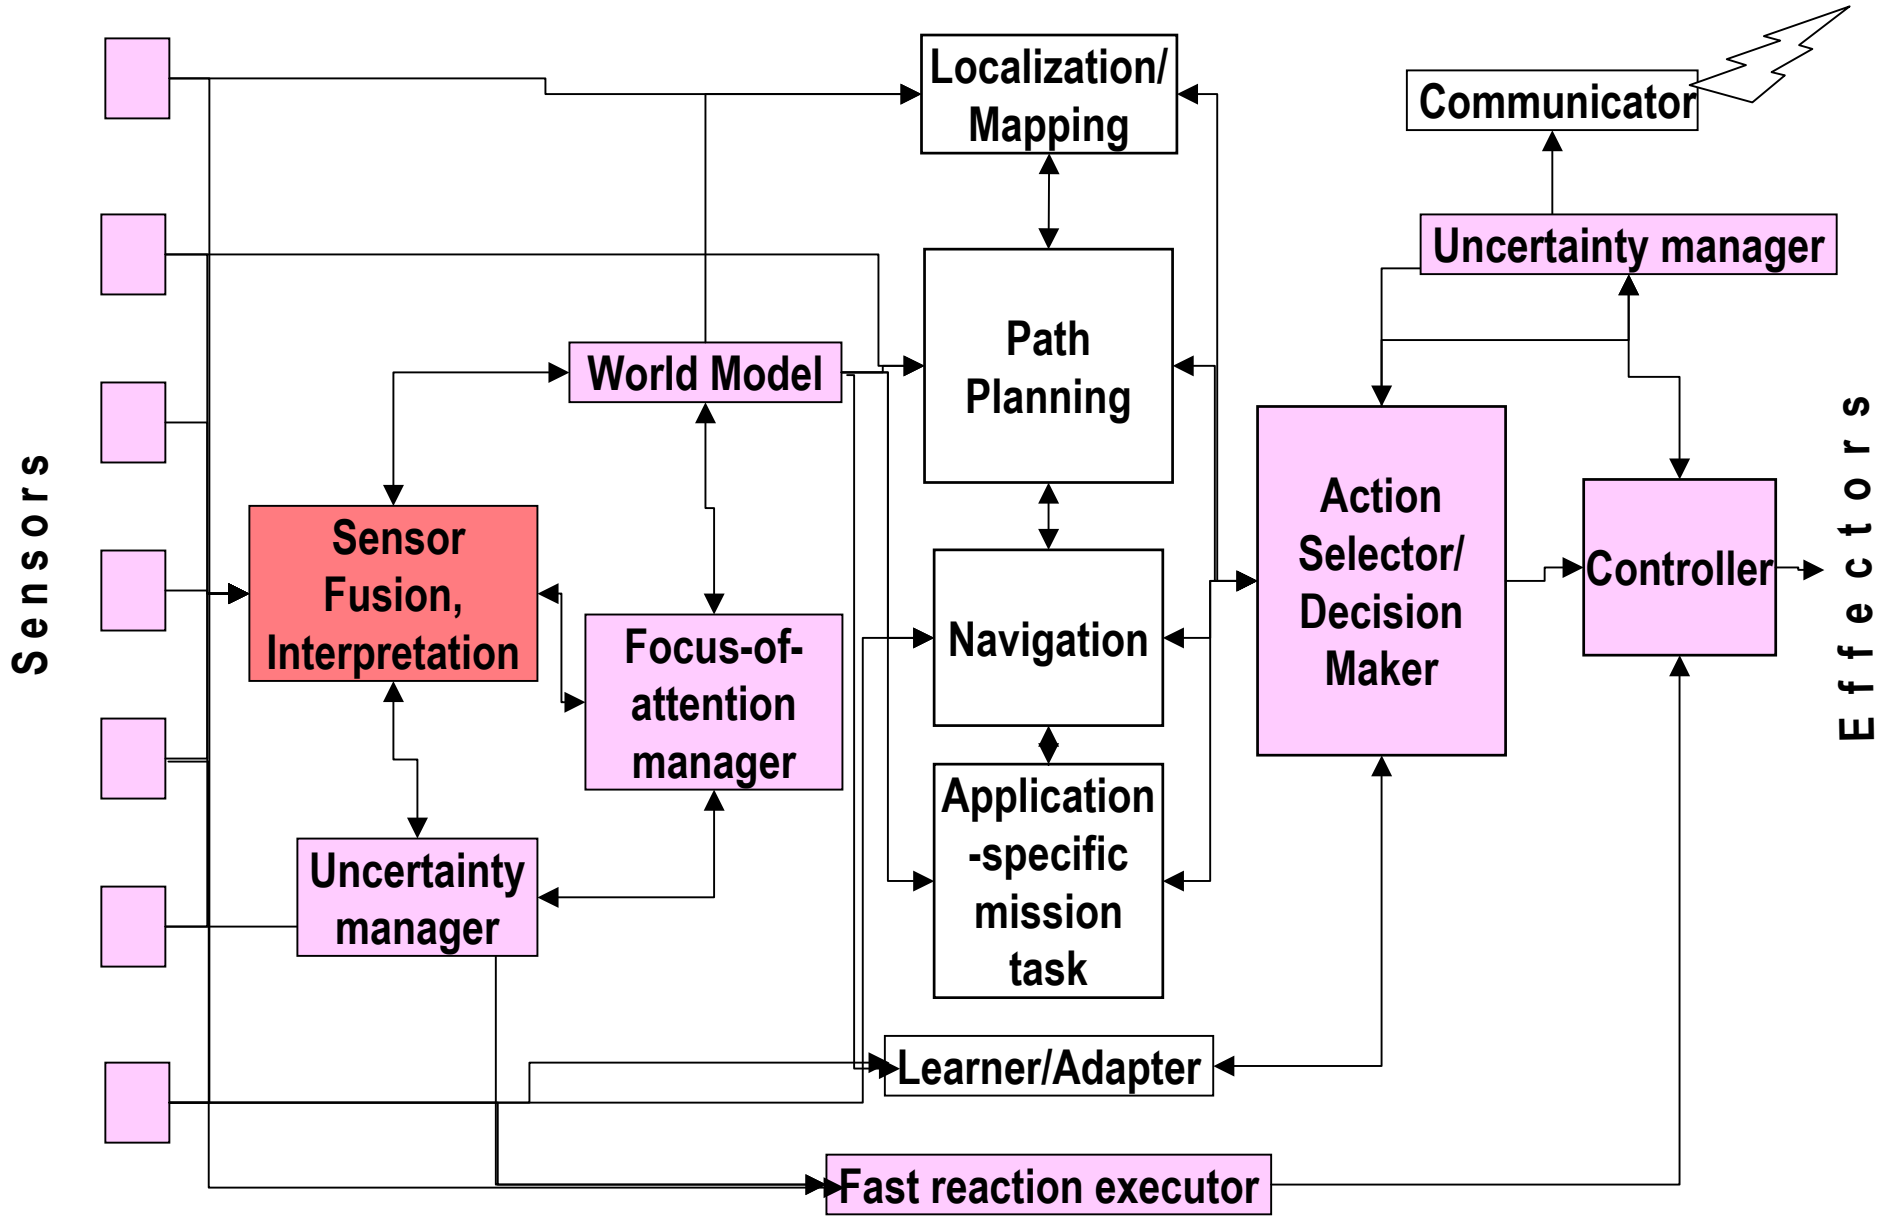 Localization/
Mapping
Communicator
Uncertainty manager
Path
Planning
World Model
Sensors
Effectors
Sensor
Fusion,
Interpretation
Action
Selector/
Decision
Maker
Controller
Focus-of-
attention
manager
Navigation
Uncertainty
manager
Application
-specific
mission
task
Learner/Adapter
Fast reaction executor